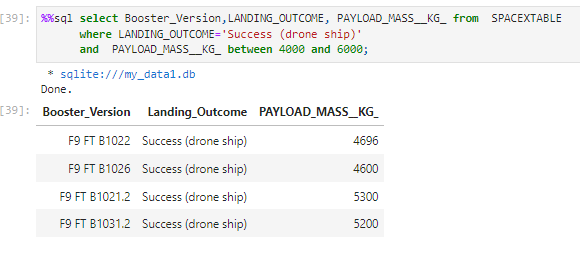 [39]: %%sql select Booster_Version,LANDING_OUTCOME, PAYLOAD_MASS__KG_ from  SPACEXTABLE
where LANDING_OUTCOME='Success (drone ship)'
and  PAYLOAD_MASS__KG_ between 4000 and 6000;
* sqlite:///my_data1.db
Done.
[39]: Booster_Version Landing_Outcome PAYLOAD_MASS__KG_
F9 FT B1022 Success (drone ship) 4696
F9 FT B1026 Success (drone ship) 4600
F9 FT B1021.2 Success (drone ship) 5300
F9 FT B1031.2 Success (drone ship) 5200